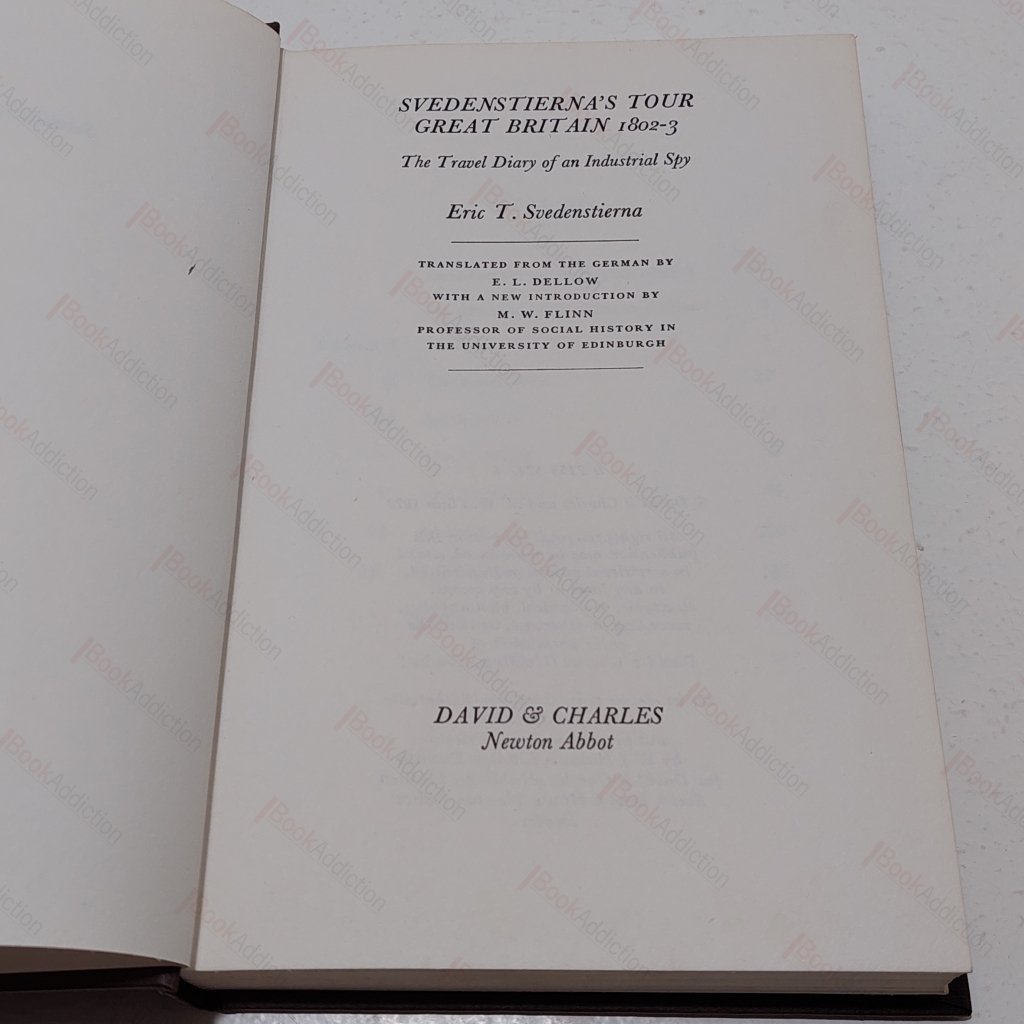 SVEDENSTIERNA'S TOUR
GREAT BRITAIN 1802-3
The Travel Diary of an Industrial Spy
Eric T. Svedenstierna
TRANSLATED FROM THE GERMAN BY
E. L. DELLOW
WITH A NEW INTRODUCTION BY
M. W. FLINN
PROFESSOR OF SOCIAL HISTORY IN
THE UNIVERSITY OF EDINBURGH
DAVID & CHARLES
Newton Abbot
BookAddiction